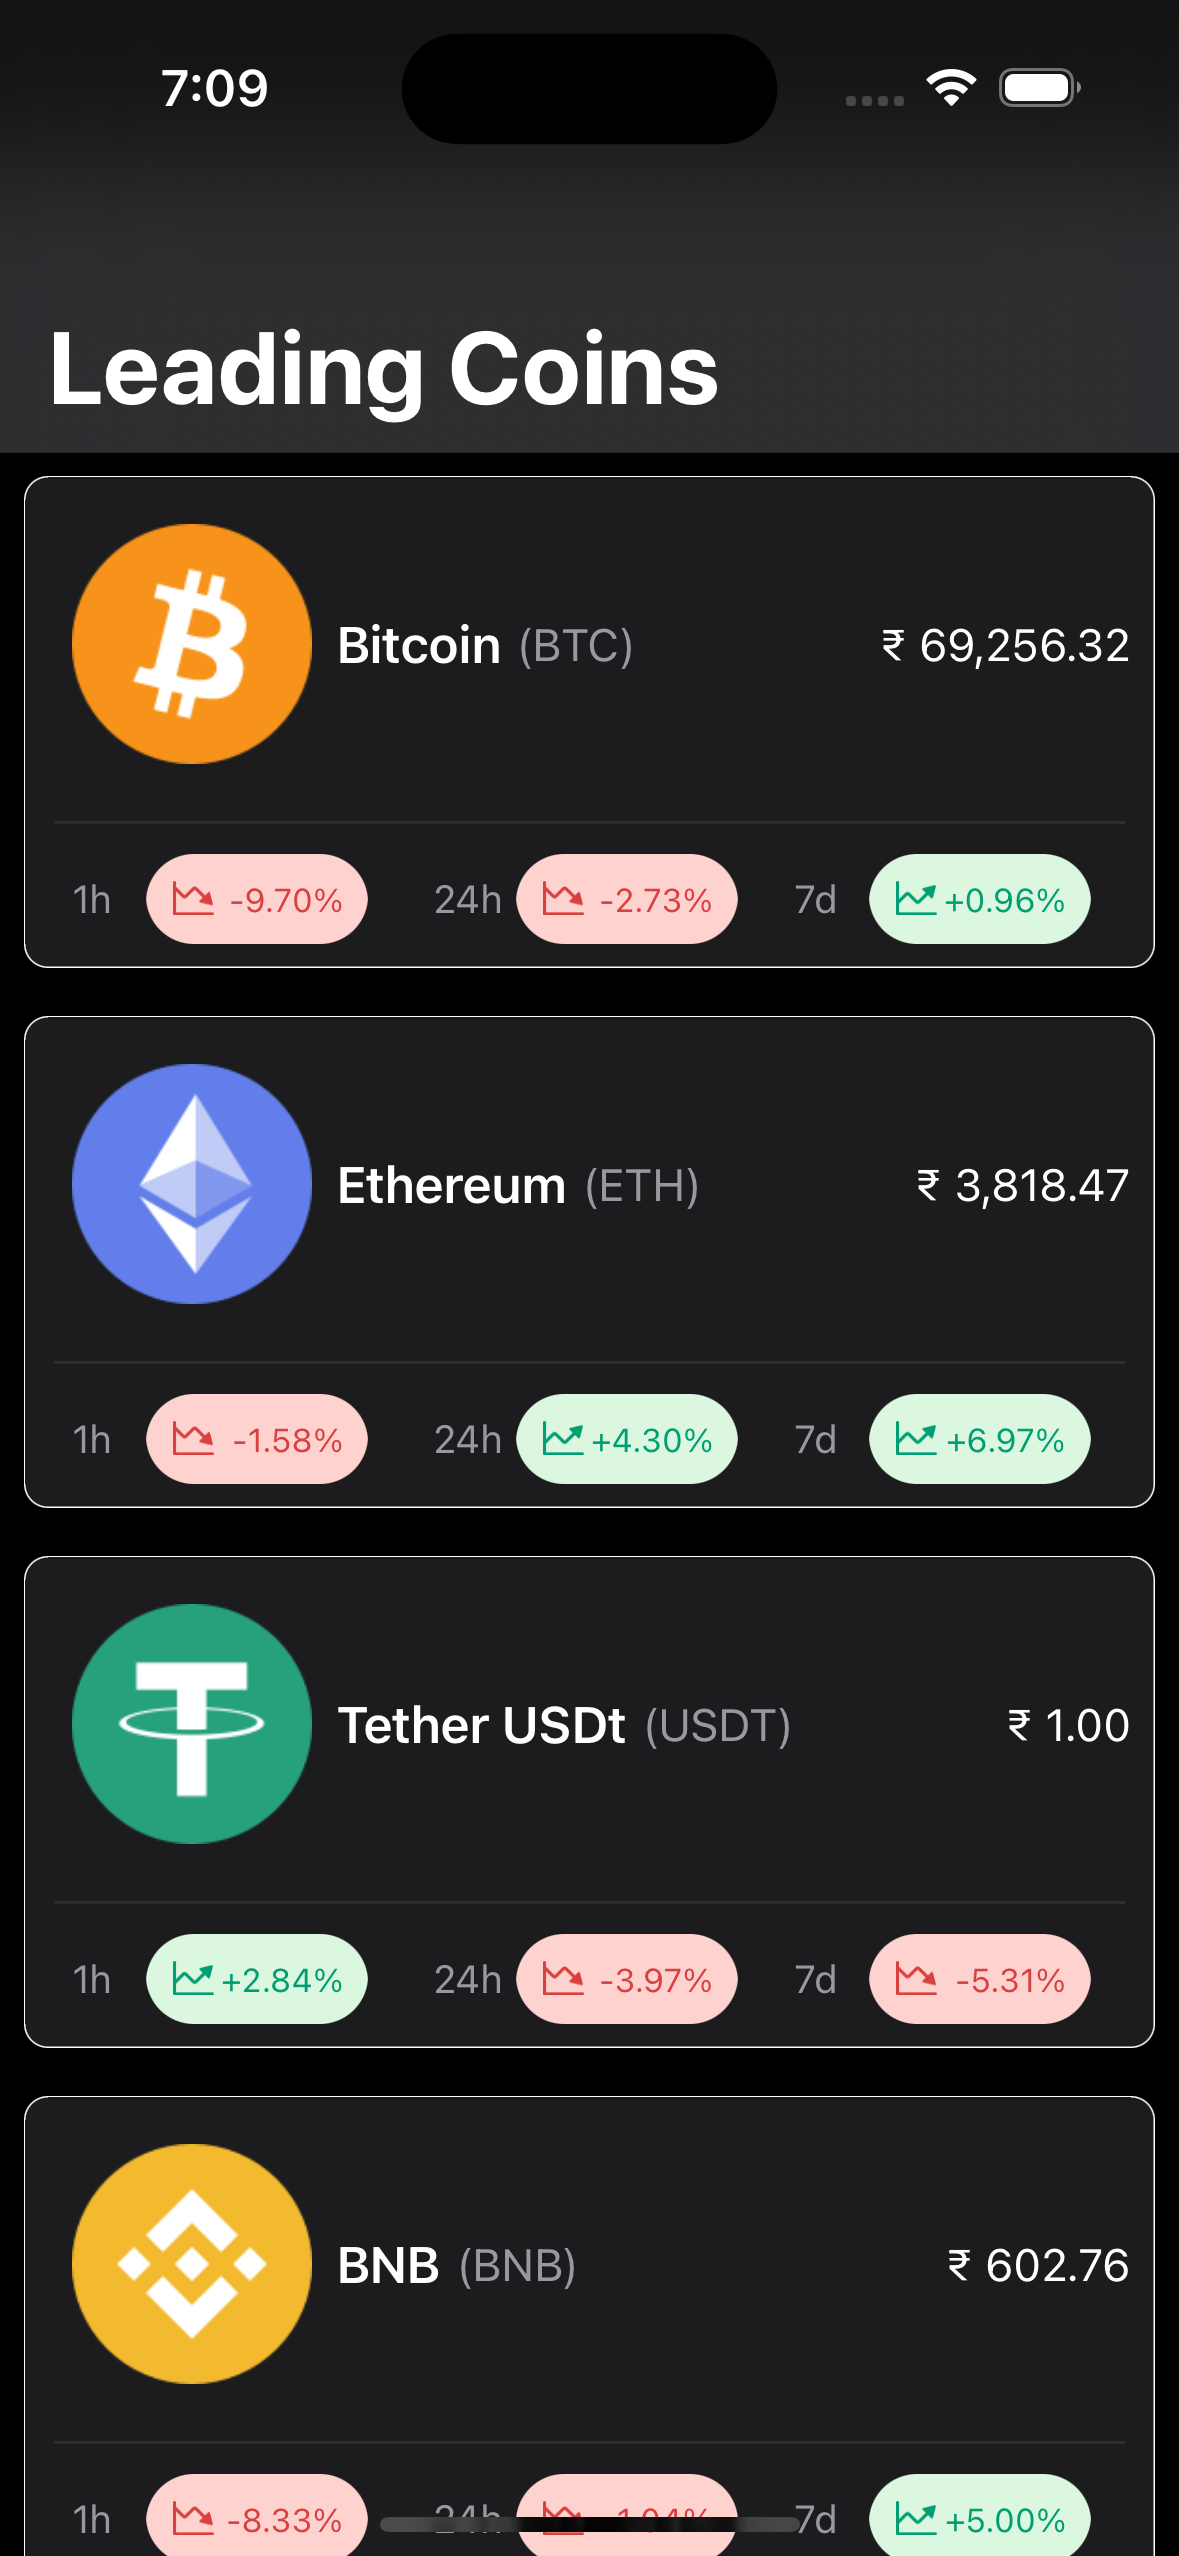 7:09
Leading Coins
Bitcoin (BTC) ₹ 69,256.32
1h -9.70% 24h -2.73% 7d +0.96%
Ethereum (ETH) ₹ 3,818.47
1h -1.58% 24h +4.30% 7d +6.97%
Tether USDt (USDT) ₹ 1.00
1h +2.84% 24h -3.97% 7d -5.31%
BNB (BNB) ₹ 602.76
1h -8.33% 24h -1.04% 7d +5.00%